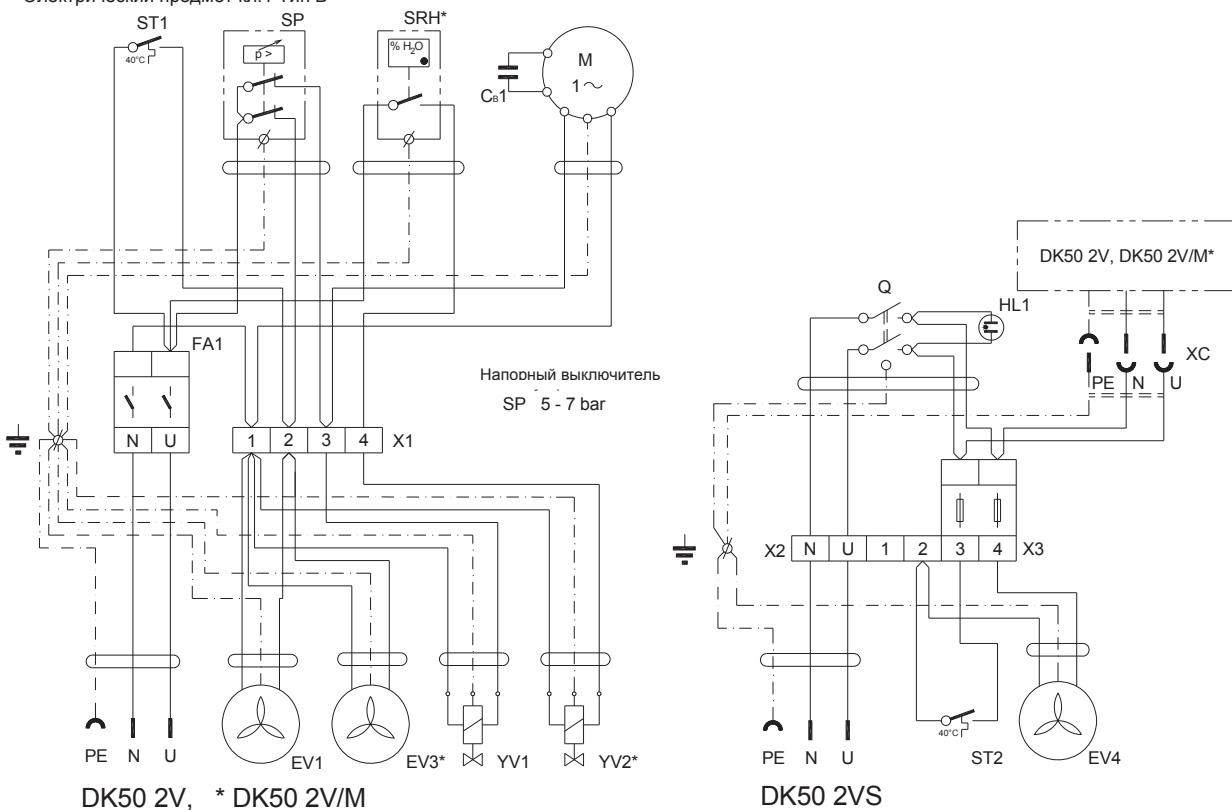 ST1
SP
SRH*
40°C
p >
% H2O
CB1
M
1~
FA1
Напорный выключитель
SP 5 - 7 bar
N U
1 2 3 4 X1
PE N U
EV1
EV3*
YV1
YV2*
DK50 2V, * DK50 2V/M
DK50 2V, DK50 2V/M*
Q
HL1
XC
PE N U
X2 N U 1 2 3 4 X3
PE N U
40°C
ST2
EV4
DK50 2VS